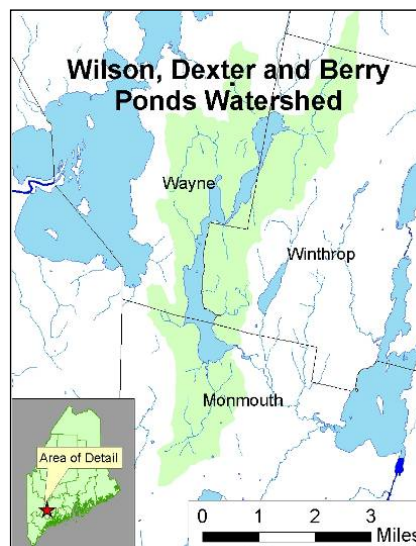 Wilson, Dexter and Berry
Ponds Watershed
Wayne
Winthrop
Monmouth
Area of Detail
0 1 2 3
Miles